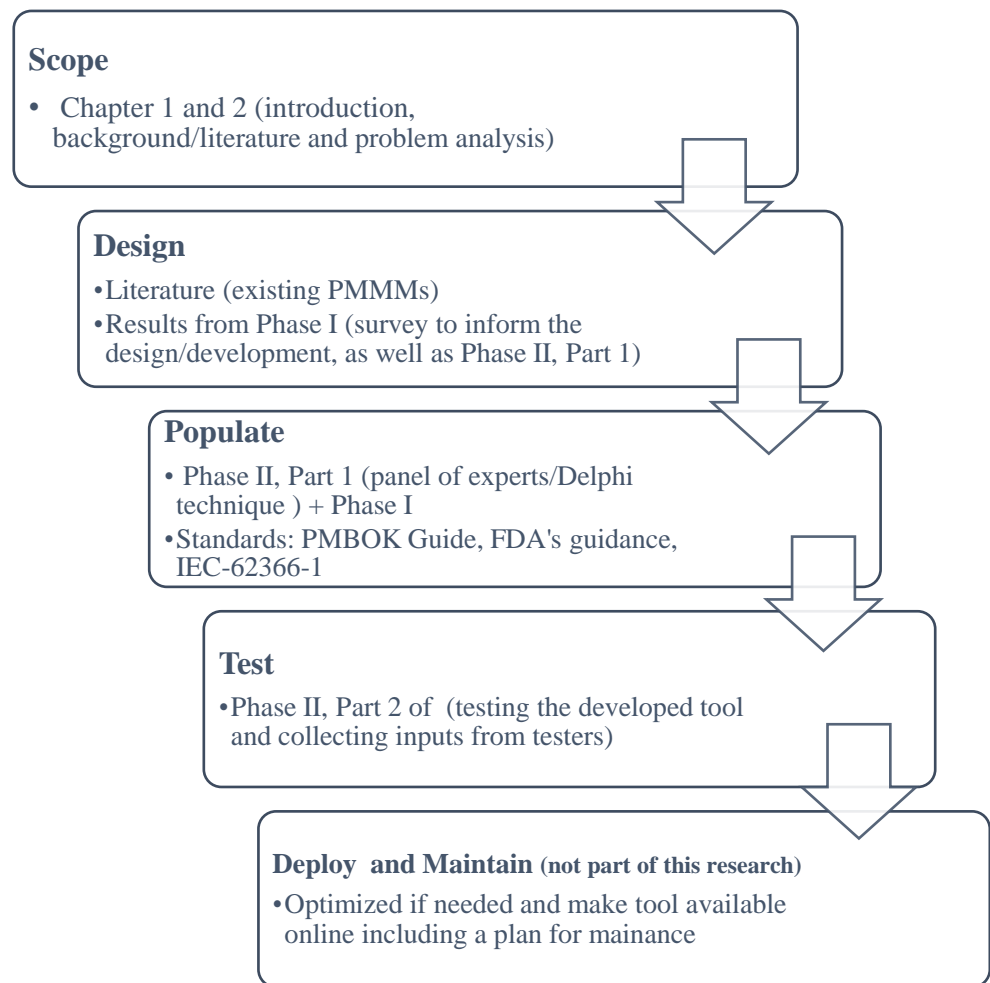 Scope
• Chapter 1 and 2 (introduction,
background/literature and problem analysis)
Design
•Literature (existing PMMMs)
•Results from Phase I (survey to inform the
design/development, as well as Phase II, Part 1)
Populate
• Phase II, Part 1 (panel of experts/Delphi
technique ) + Phase I
•Standards: PMBOK Guide, FDA's guidance,
IEC-62366-1
Test
•Phase II, Part 2 of (testing the developed tool
and collecting inputs from testers)
Deploy and Maintain (not part of this research)
•Optimized if needed and make tool available
online including a plan for mainance